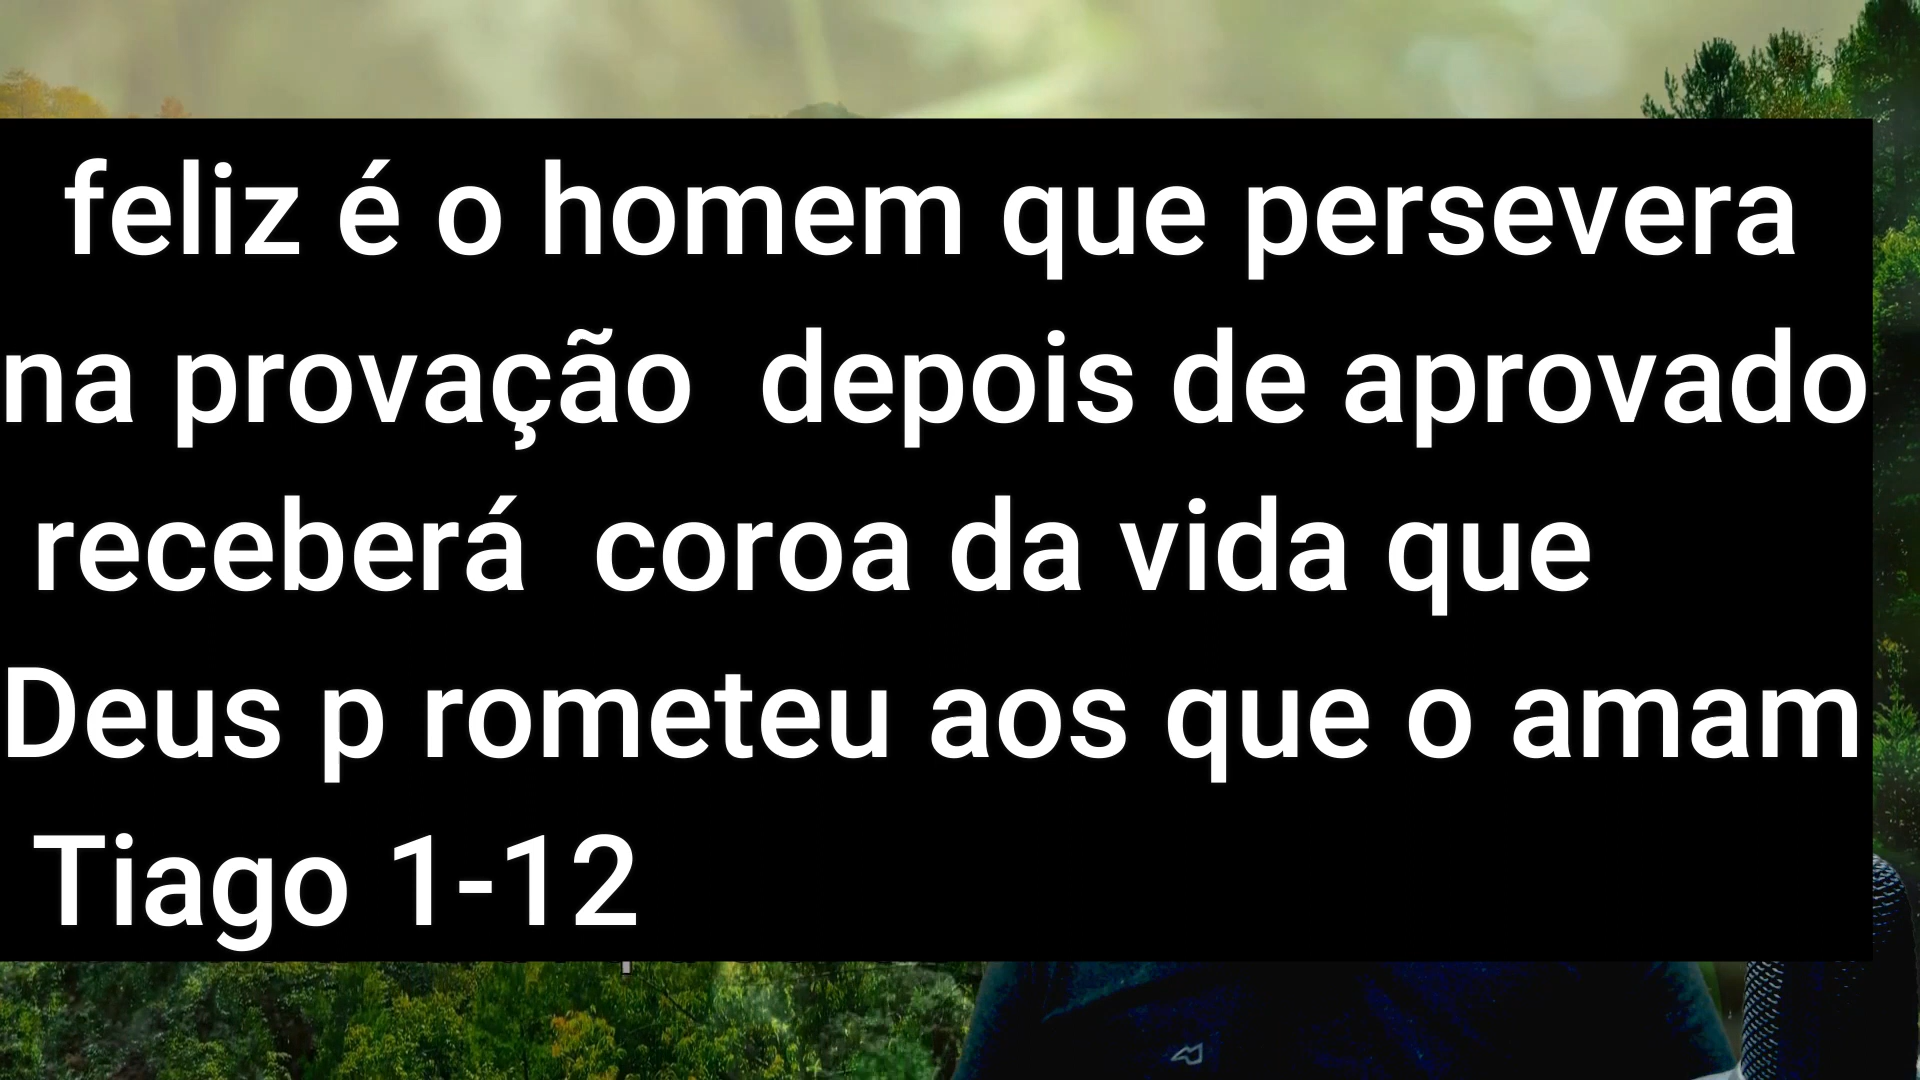 feliz é o homem que persevera
na provação  depois de aprovado
receberá  coroa da vida que
Deus p rometeu aos que o amam
Tiago 1-12